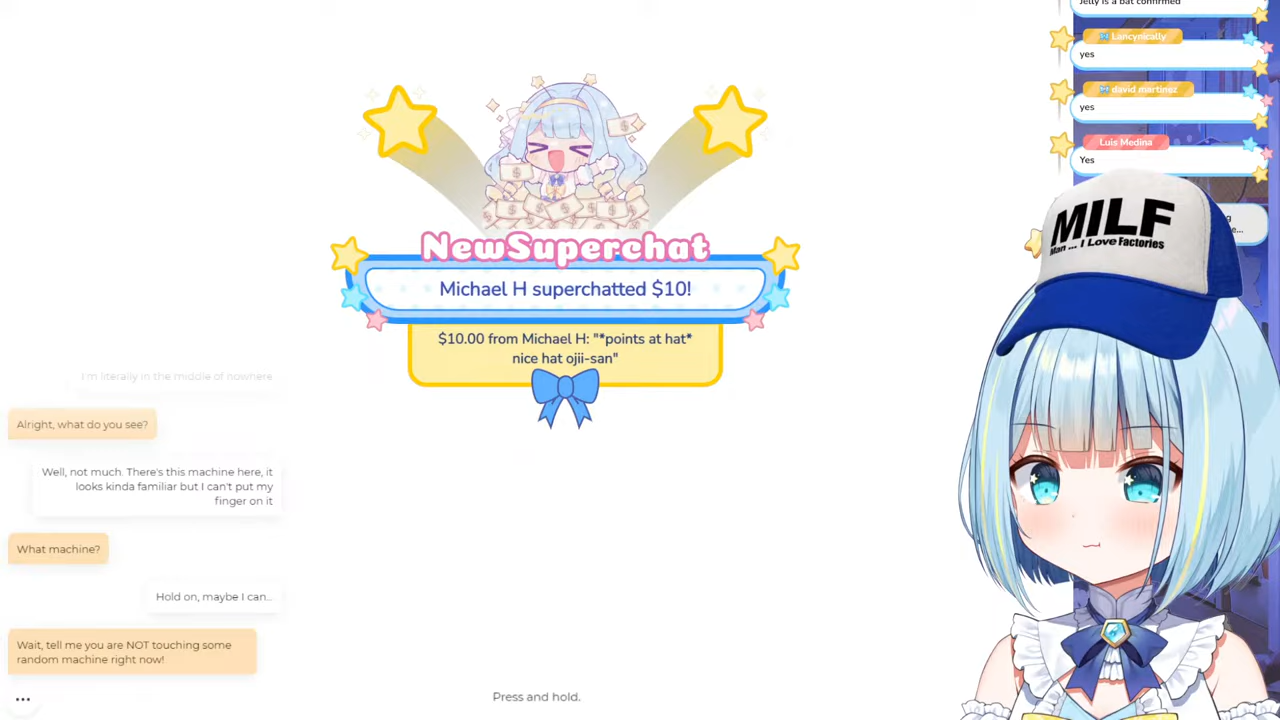 NewSuperchat
Michael H superchatted $10!
$10.00 from Michael H: "*points at hat*
nice hat ojii-san"
I'm literally in the middle of nowhere
Alright, what do you see?
Well, not much. There's this machine here, it
looks kinda familiar but I can't put my
finger on it
What machine?
Hold on, maybe I can...
Wait, tell me you are NOT touching some
random machine right now!
...
Press and hold.
Jelly is a bat confirmed
Lancynically
yes
david martinez
yes
Luis Medina
Yes
MILF
Man ... I Love Factories